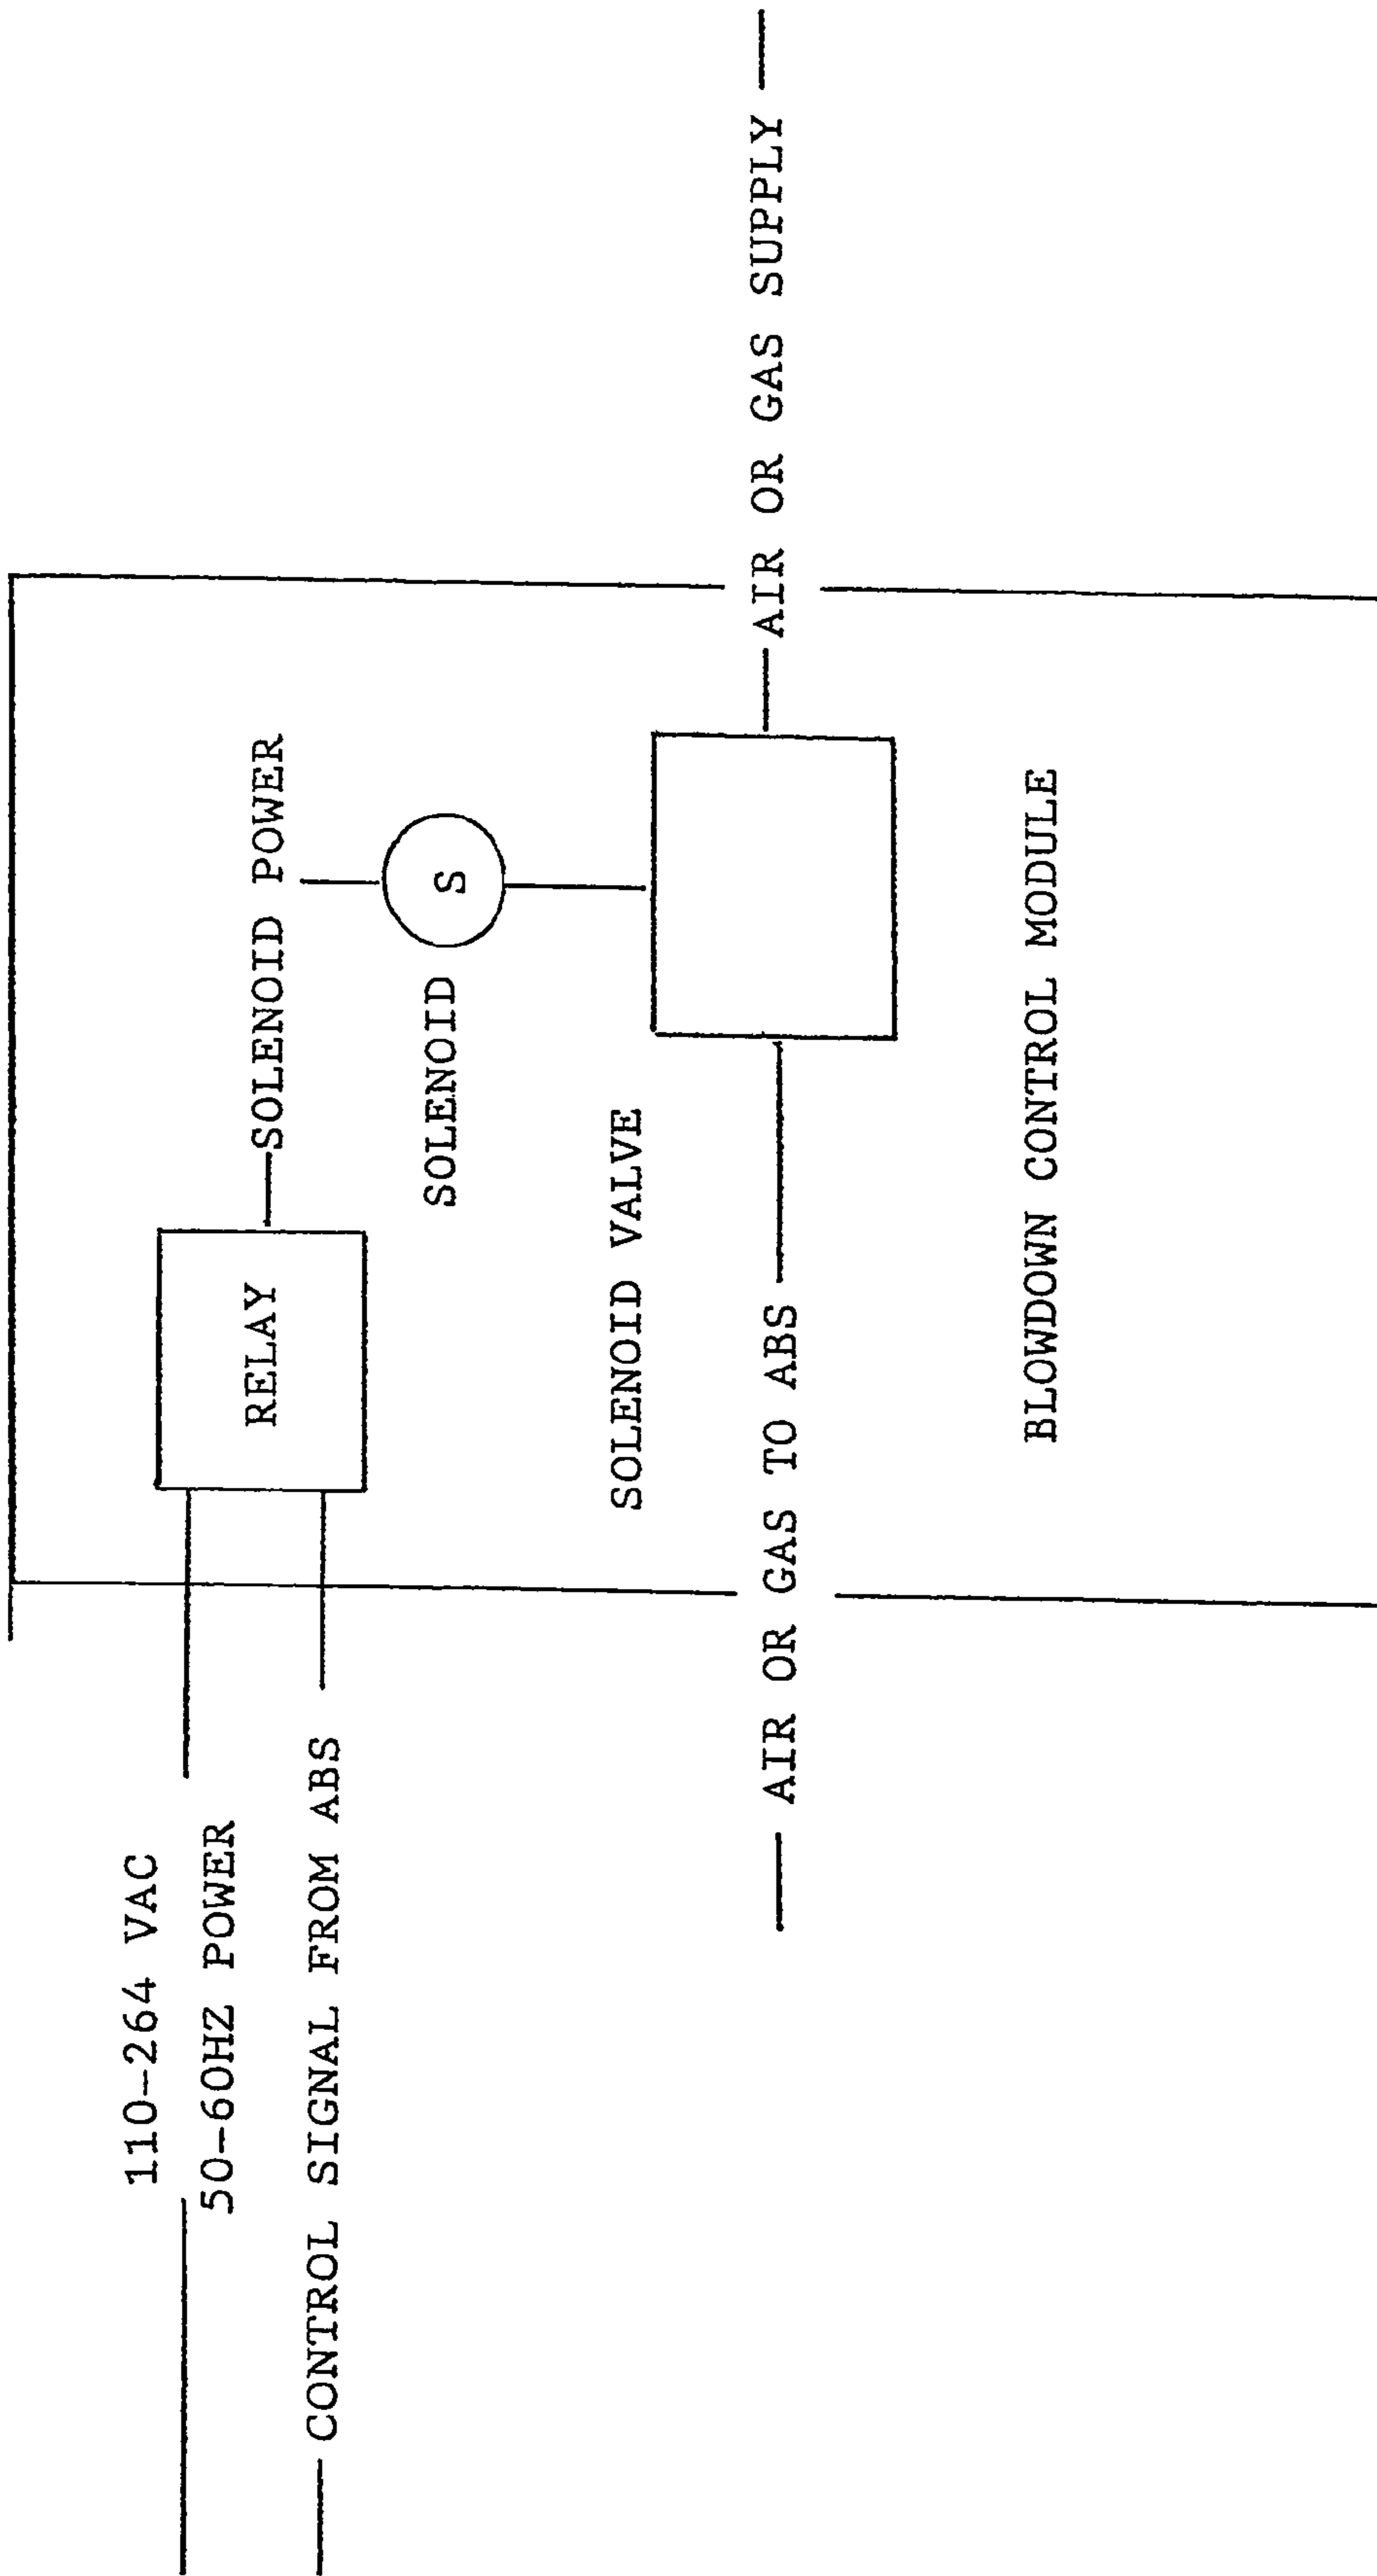 110-264 VAC
50-60HZ POWER
CONTROL SIGNAL FROM ABS
RELAY
SOLENOID POWER
SOLENOID
S
SOLENOID VALVE
AIR OR GAS TO ABS
AIR OR GAS SUPPLY
BLOWDOWN CONTROL MODULE